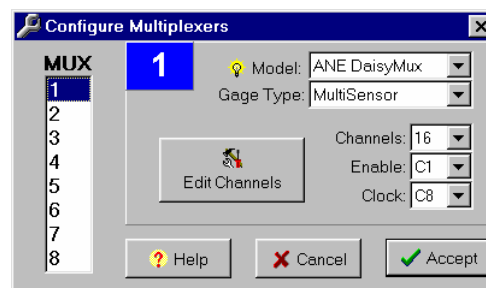 Configure Multiplexers
MUX
1
2
3
4
5
6
7
8
1
Model: ANE DaisyMux
Gage Type: MultiSensor
Edit Channels
Channels: 16
Enable: C1
Clock: C8
? Help
Cancel
Accept